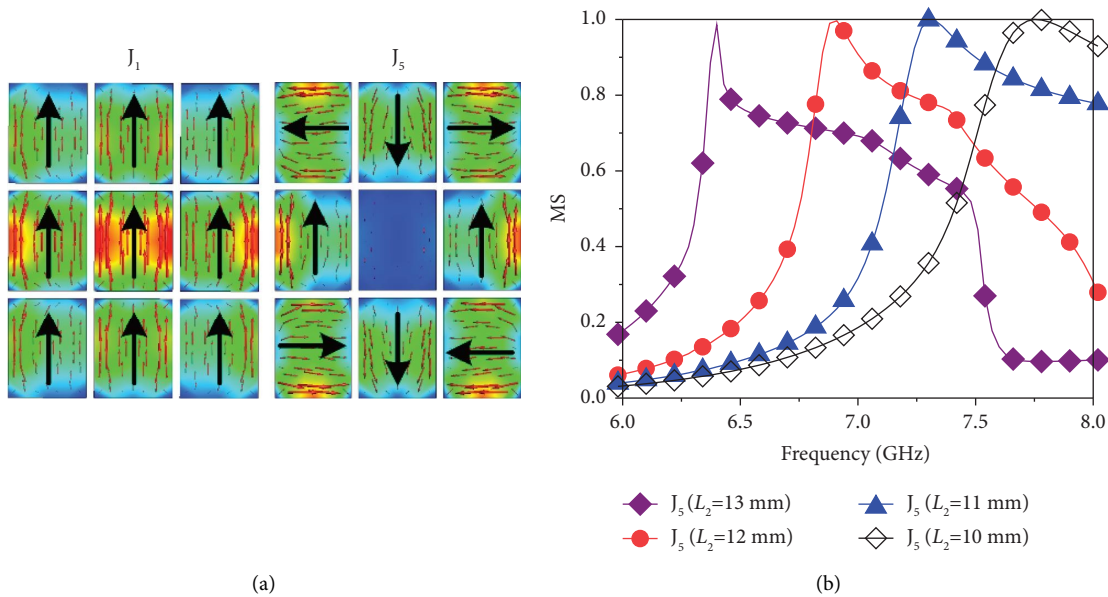 J₁ J₅
(a)
1.0
0.8
0.6
0.4
0.2
0.0
MS
6.0 6.5 7.0 7.5 8.0
Frequency (GHz)
J₅ (L₂=13 mm) J₅ (L₂=11 mm)
J₅ (L₂=12 mm) J₅ (L₂=10 mm)
(b)